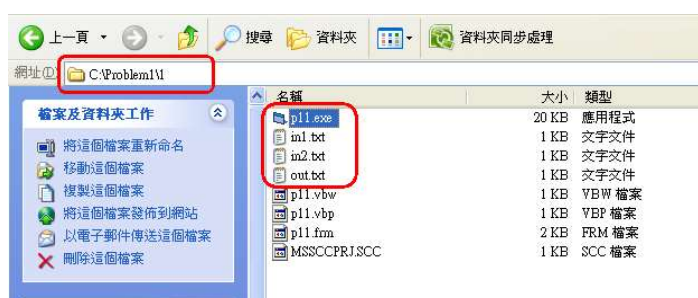 上一頁 搜尋 資料夾 資料夾同步處理
網址(D) C:\Problem1\1
檔案及資料夾工作
將這個檔案重新命名
移動這個檔案
複製這個檔案
將這個檔案發佈到網站
以電子郵件傳送這個檔案
刪除這個檔案
名稱 大小 類型
p11.exe 20 KB 應用程式
in1.txt 1 KB 文字文件
in2.txt 1 KB 文字文件
out.txt 1 KB 文字文件
p11.vbw 1 KB VBW 檔案
p11.vbp 1 KB VBP 檔案
p11.frm 2 KB FRM 檔案
MSSCCPRJ.SCC 1 KB SCC 檔案